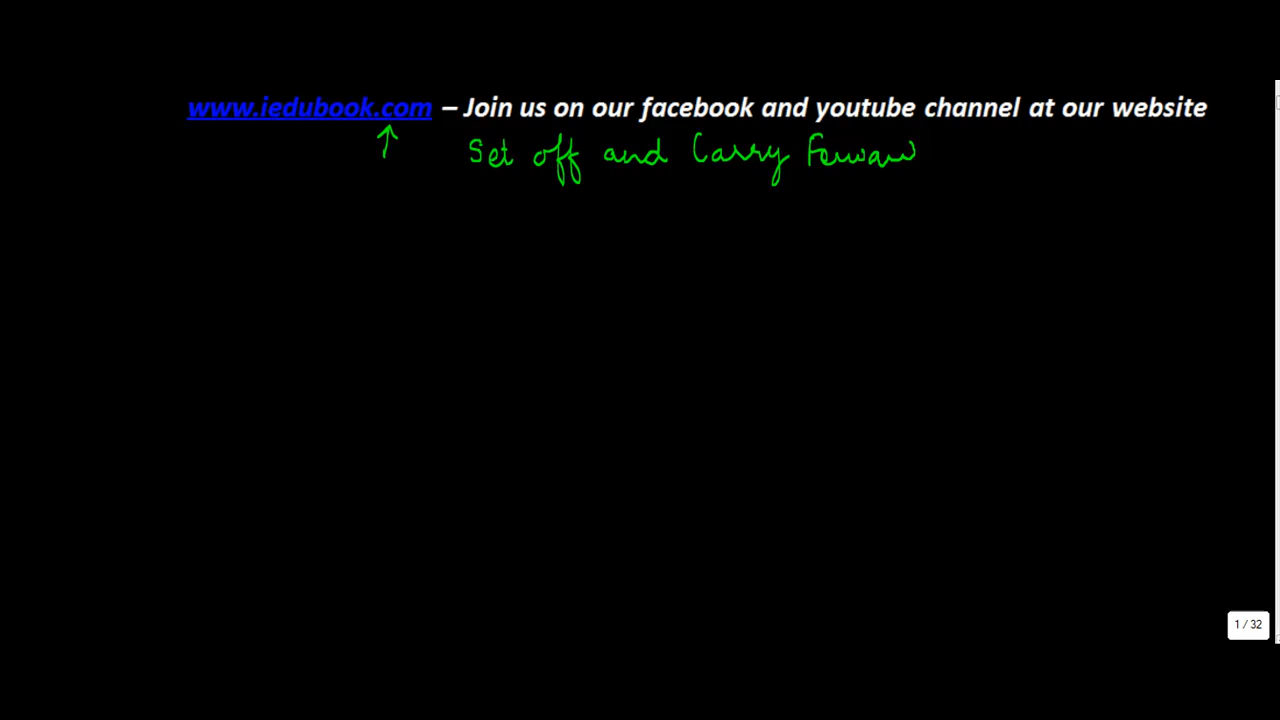 www.iedubook.com – Join us on our facebook and youtube channel at our website
Set off and Carry Forward
1 / 32